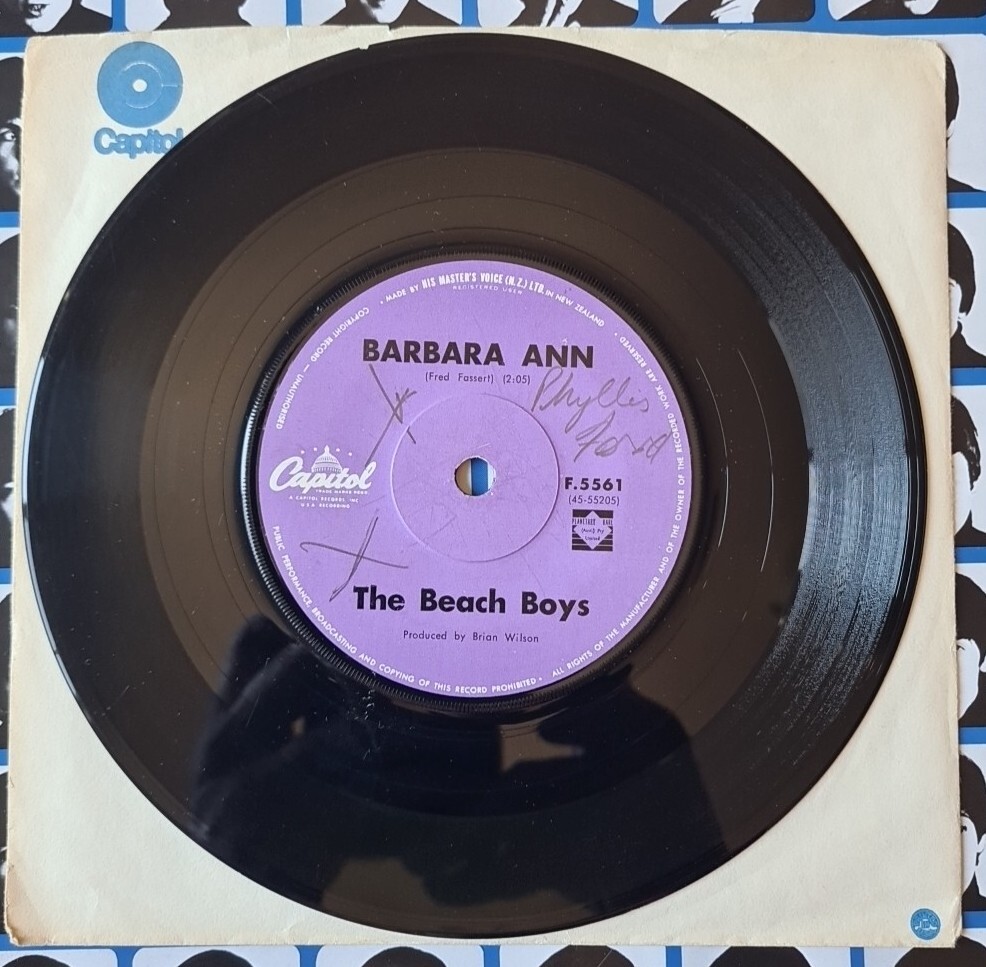 Capitol
• MADE BY HIS MASTER'S VOICE (N.Z.) LTD. IN NEW ZEALAND •
REGISTERED USER
COPYRIGHT RECORD — UNAUTHORISED
PUBLIC PERFORMANCE, BROADCASTING AND COPYING OF THIS RECORD PROHIBITED •
ALL RIGHTS OF THE MANUFACTURER AND OF THE OWNER OF THE RECORDED WORK ARE RESERVED
BARBARA ANN
(Fred Fassert) (2:05)
Phyllis
Ford
Capitol
TRADE MARKS REGD.
A CAPITOL RECORDS, INC.
U.S.A. RECORDING
F.5561
(45-55205)
The Beach Boys
Produced by Brian Wilson